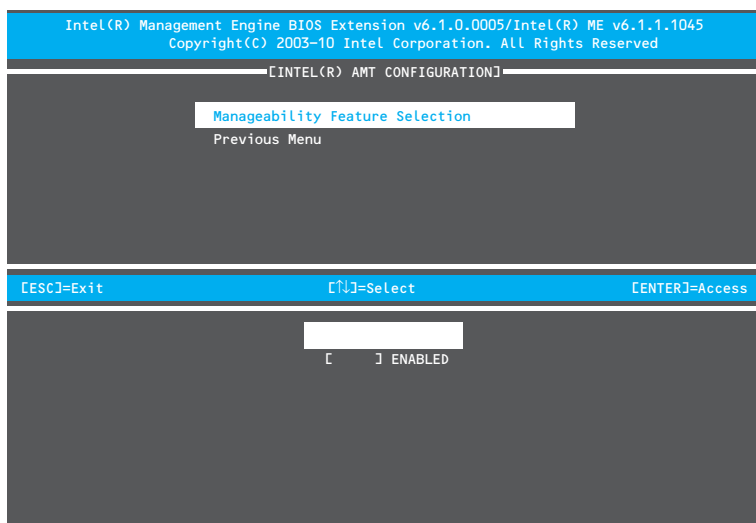 Intel(R) Management Engine BIOS Extension v6.1.0.0005/Intel(R) ME v6.1.1.1045
Copyright(C) 2003-10 Intel Corporation. All Rights Reserved
[INTEL(R) AMT CONFIGURATION]
Manageability Feature Selection
Previous Menu
[ESC]=Exit [↑↓]=Select [ENTER]=Access
[ ] ENABLED